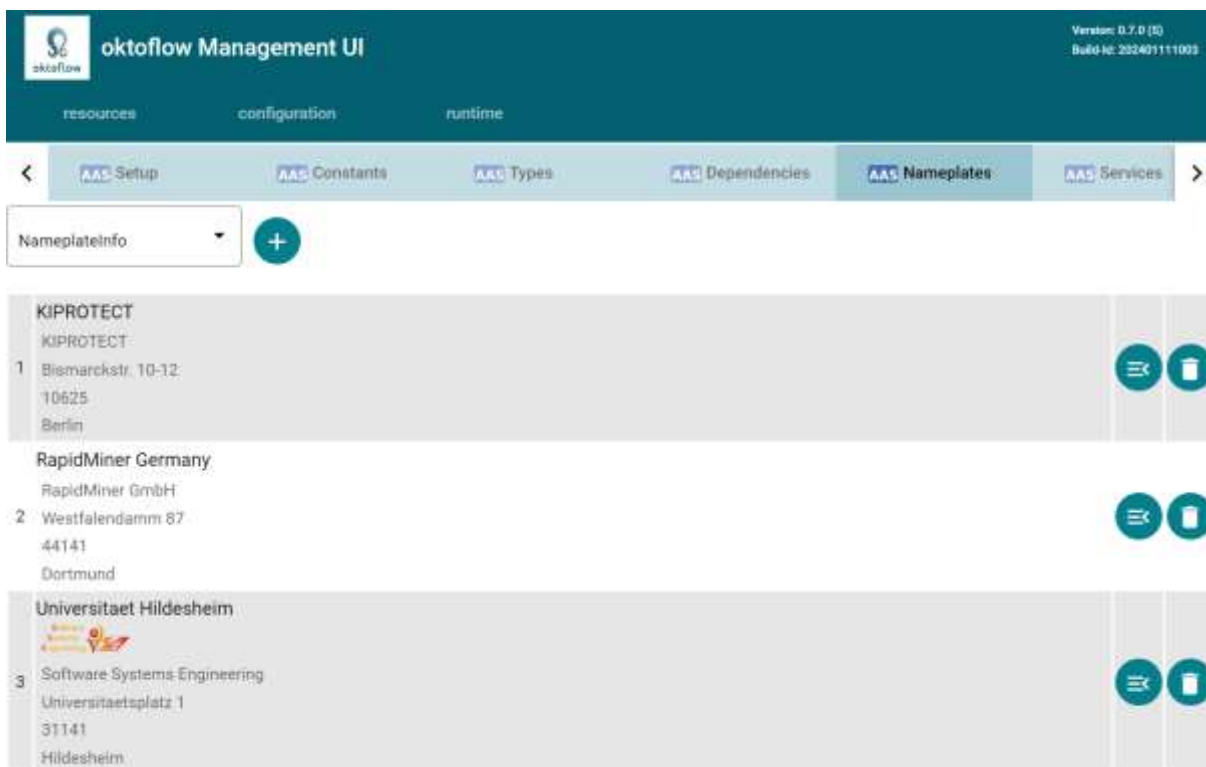 oktoflow
oktoflow Management UI
Version: 0.7.0 (S)
Build-Id: 202401111003
resources configuration runtime
AAS Setup AAS Constants AAS Types AAS Dependencies AAS Nameplates AAS Services
NameplateInfo
KIPROTECT
KIPROTECT
1 Bismarckstr. 10-12
10625
Berlin
RapidMiner Germany
RapidMiner GmbH
2 Westfalendamm 87
44141
Dortmund
Universitaet Hildesheim
3 Software Systems Engineering
Universitaetsplatz 1
31141
Hildesheim